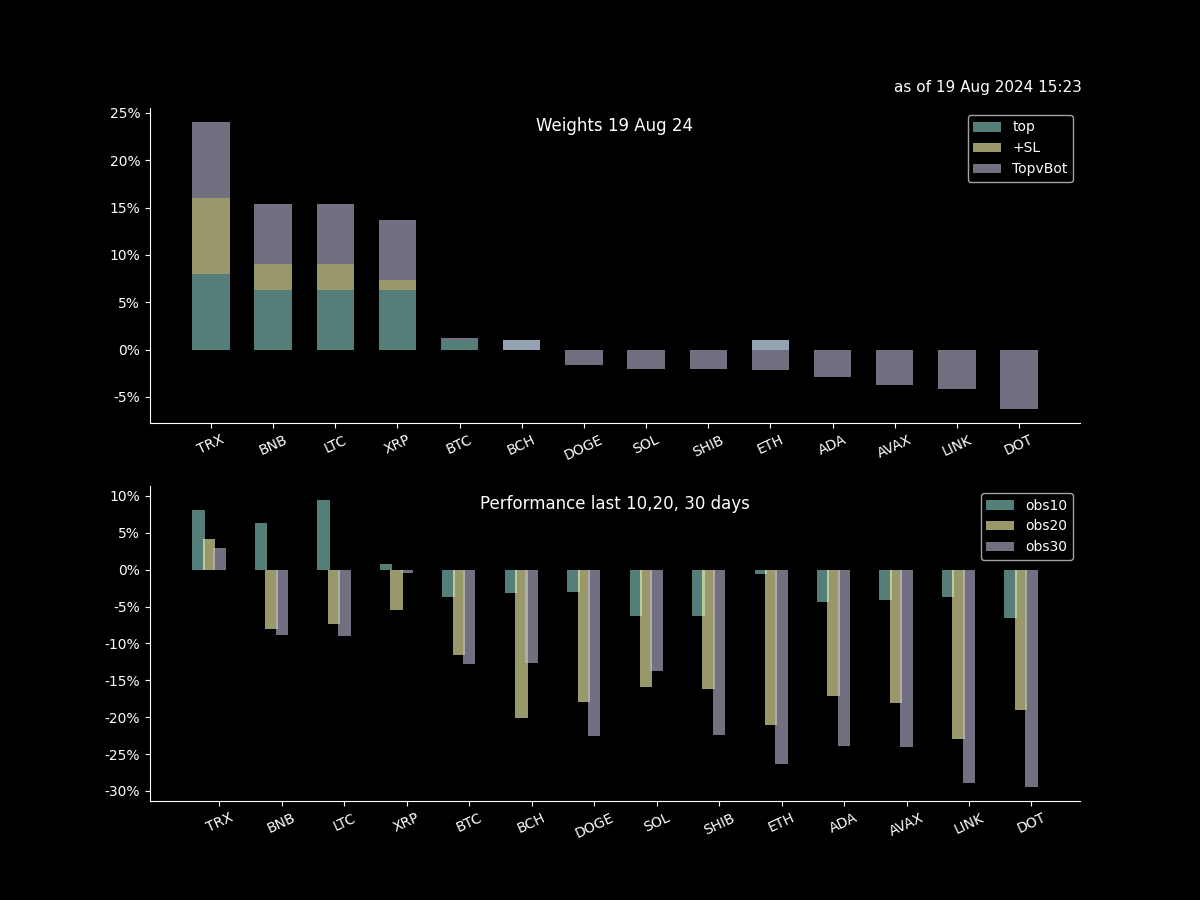 as of 19 Aug 2024 15:23
Weights 19 Aug 24
top
+SL
TopvBot
25%
20%
15%
10%
5%
0%
-5%
TRX BNB LTC XRP BTC BCH DOGE SOL SHIB ETH ADA AVAX LINK DOT
Performance last 10,20, 30 days
obs10
obs20
obs30
10%
5%
0%
-5%
-10%
-15%
-20%
-25%
-30%
TRX BNB LTC XRP BTC BCH DOGE SOL SHIB ETH ADA AVAX LINK DOT